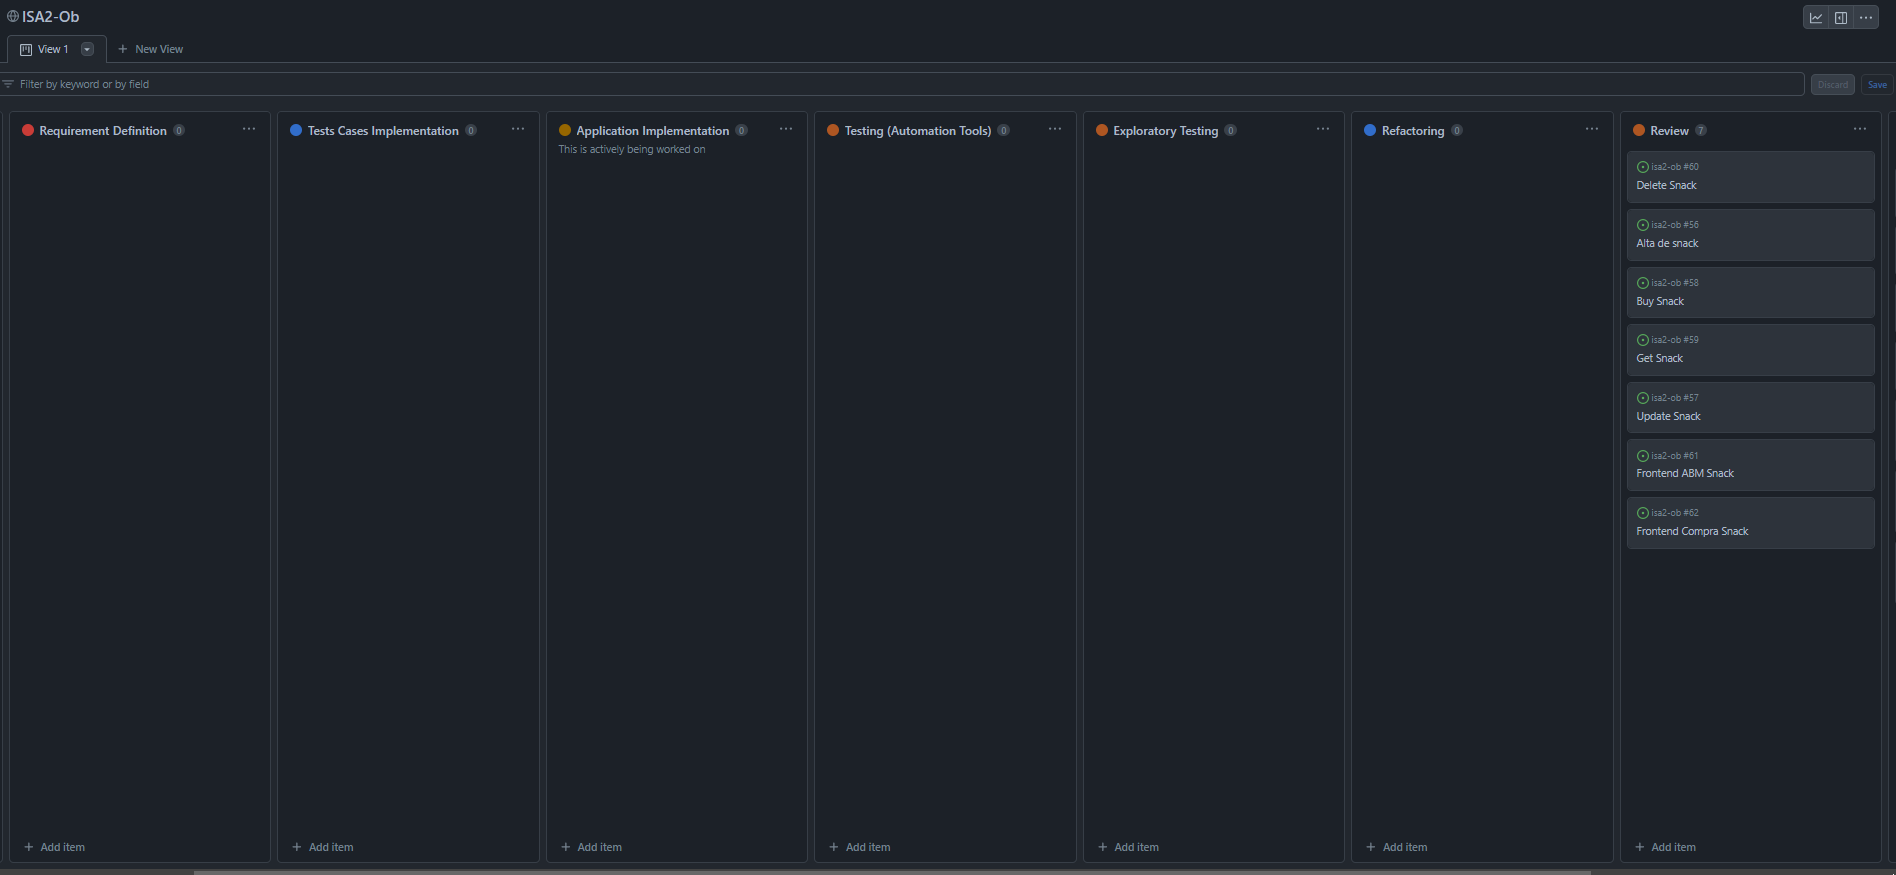 ISA2-Ob
View 1
New View
Filter by keyword or by field
Discard
Save
Requirement Definition 0
Add item
Tests Cases Implementation 0
Add item
Application Implementation 0
This is actively being worked on
Add item
Testing (Automation Tools) 0
Add item
Exploratory Testing 0
Add item
Refactoring 0
Add item
Review 7
isa2-ob #60
Delete Snack
isa2-ob #56
Alta de snack
isa2-ob #58
Buy Snack
isa2-ob #59
Get Snack
isa2-ob #57
Update Snack
isa2-ob #61
Frontend ABM Snack
isa2-ob #62
Frontend Compra Snack
Add item